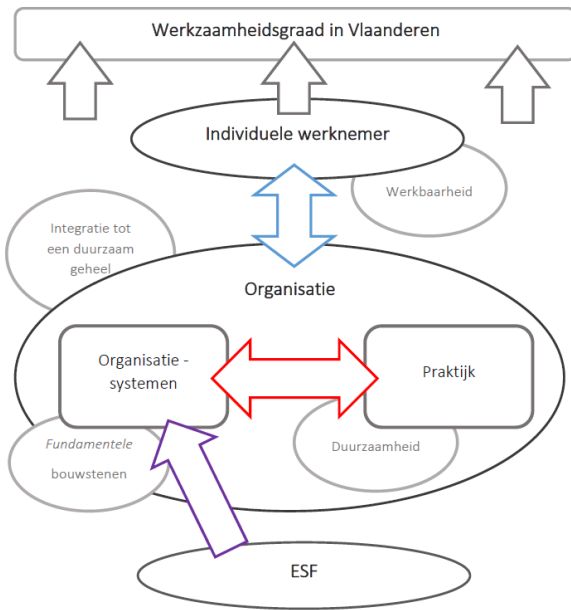 Werkzaamheidsgraad in Vlaanderen
Individuele werknemer
Werkbaarheid
Integratie tot
een duurzaam
geheel
Organisatie
Organisatie -
systemen
Praktijk
Fundamentele
bouwstenen
Duurzaamheid
ESF